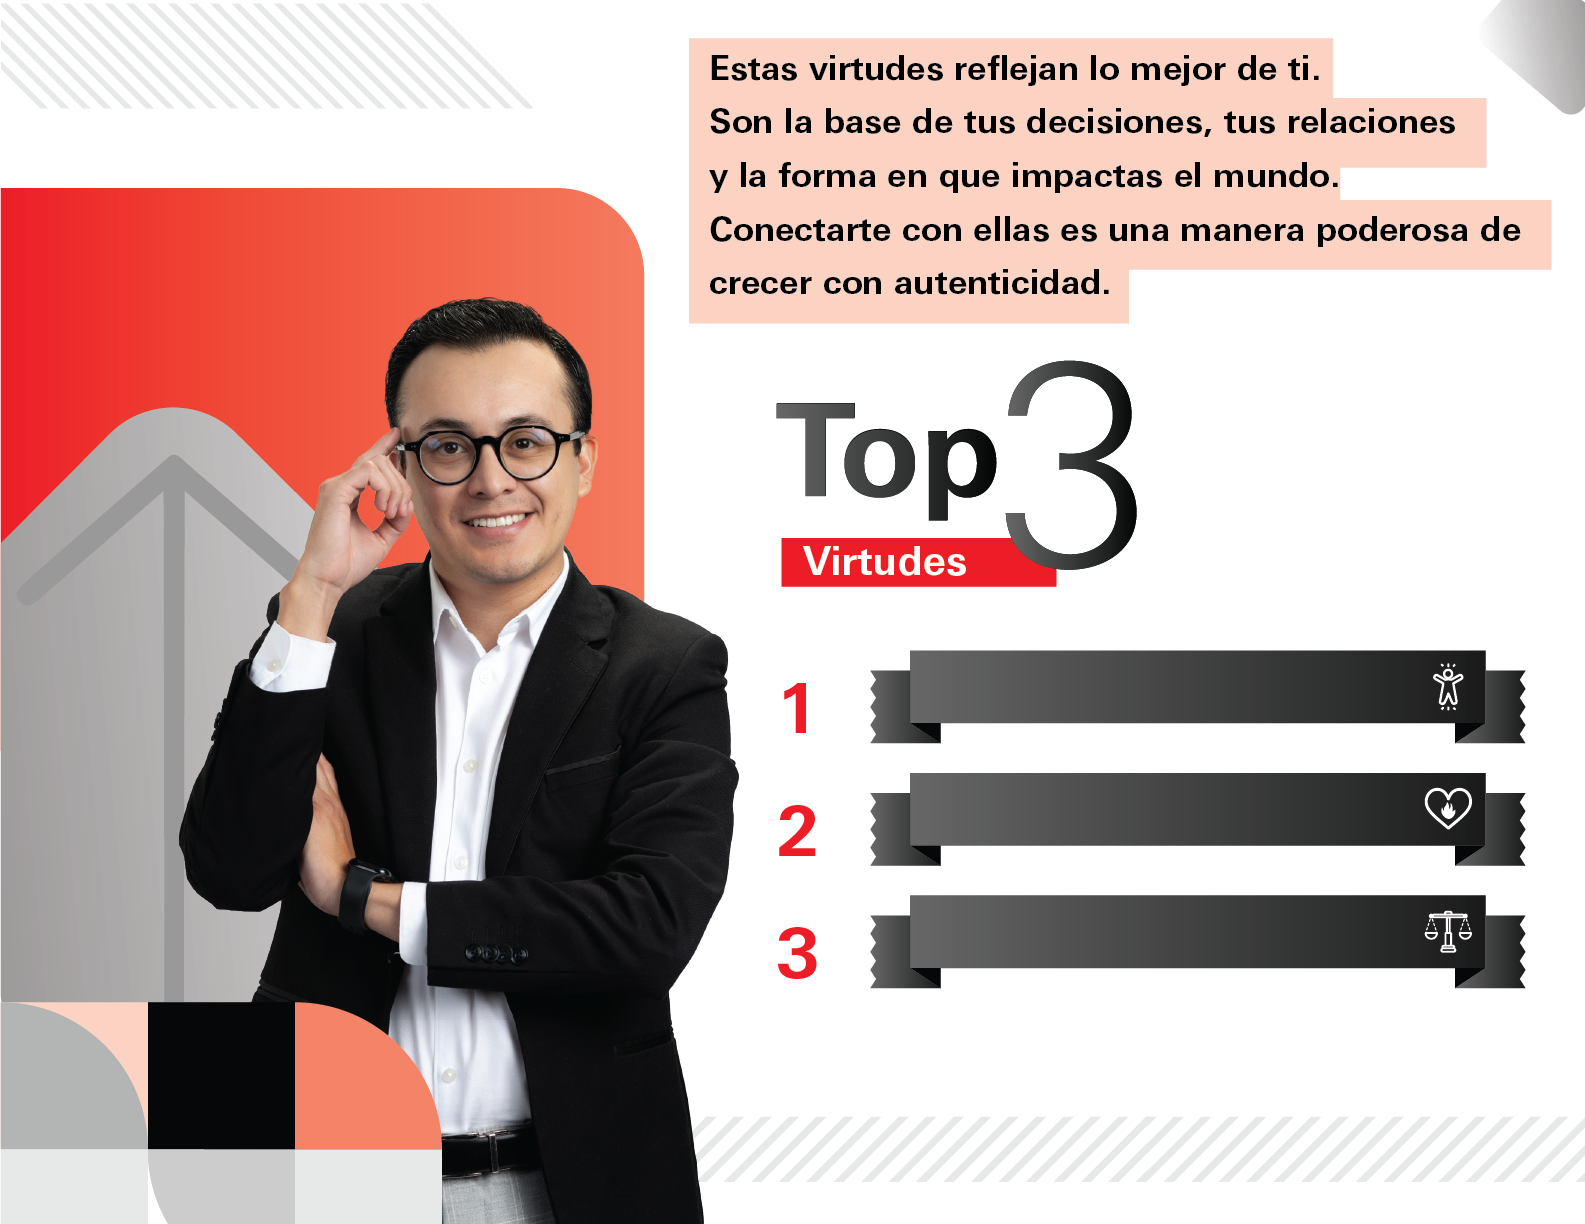 Estas virtudes reflejan lo mejor de ti.
Son la base de tus decisiones, tus relaciones
y la forma en que impactas el mundo.
Conectarte con ellas es una manera poderosa de
crecer con autenticidad.
Top 3
Virtudes
1
2
3